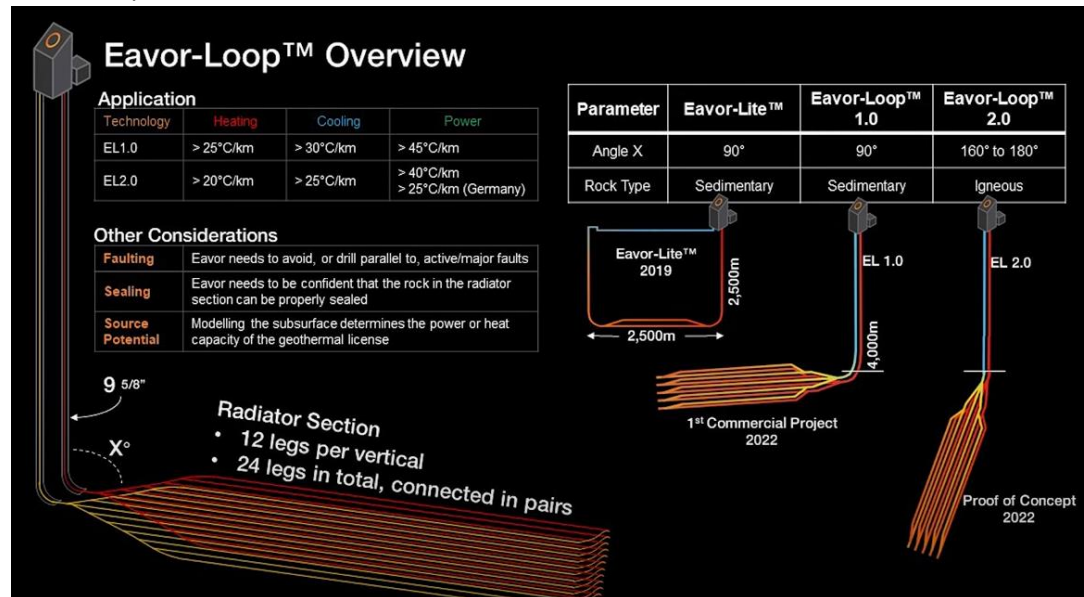 Eavor-Loop™ Overview
Application
Technology Heating Cooling Power
EL1.0 > 25°C/km > 30°C/km > 45°C/km
EL2.0 > 20°C/km > 25°C/km > 40°C/km
> 25°C/km (Germany)
Other Considerations
Faulting Eavor needs to avoid, or drill parallel to, active/major faults
Sealing Eavor needs to be confident that the rock in the radiator
section can be properly sealed
Source
Potential Modelling the subsurface determines the power or heat
capacity of the geothermal license
9 5/8"
X°
Radiator Section
• 12 legs per vertical
• 24 legs in total, connected in pairs
Parameter Eavor-Lite™ Eavor-Loop™
1.0 Eavor-Loop™
2.0
Angle X 90° 90° 160° to 180°
Rock Type Sedimentary Sedimentary Igneous
Eavor-Lite™
2019
2,500m
2,500m
EL 1.0
4,000m
1st Commercial Project
2022
EL 2.0
Proof of Concept
2022